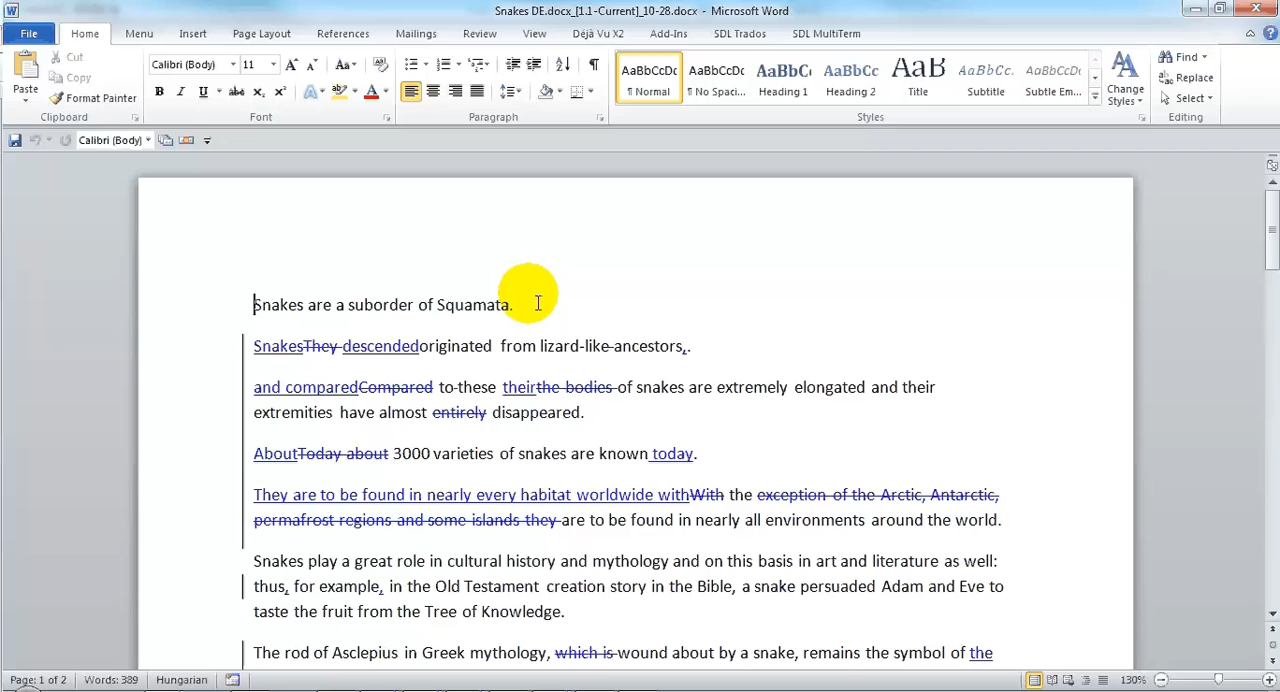 Snakes DE.docx_[1.1-Current]_10-28.docx - Microsoft Word
File Home Menu Insert Page Layout References Mailings Review View Déjà Vu X2 Add-Ins SDL Trados SDL MultiTerm
Paste
Cut
Copy
Format Painter
Clipboard
Calibri (Body) 11
Font
Paragraph
AaBbCcDc AaBbCcDc AaBbC AaBbCc AaB AaBbCc. AaBbCcDc
¶ Normal ¶ No Spac... Heading 1 Heading 2 Title Subtitle Subtle Em...
Styles
Change Styles
Find
Replace
Select
Editing
Calibri (Body)
Snakes are a suborder of Squamata.
SnakesThey descendedoriginated from lizard-like-ancestors,.
and comparedCompared to-these theirthe bodies of snakes are extremely elongated and their
extremities have almost entirely disappeared.
AboutToday about 3000 varieties of snakes are known today.
They are to be found in nearly every habitat worldwide withWith the exception of the Arctic, Antarctic,
permafrost regions and some islands they are to be found in nearly all environments around the world.
Snakes play a great role in cultural history and mythology and on this basis in art and literature as well:
thus, for example, in the Old Testament creation story in the Bible, a snake persuaded Adam and Eve to
taste the fruit from the Tree of Knowledge.
The rod of Asclepius in Greek mythology, which is wound about by a snake, remains the symbol of the
Page: 1 of 2 Words: 389 Hungarian 130%